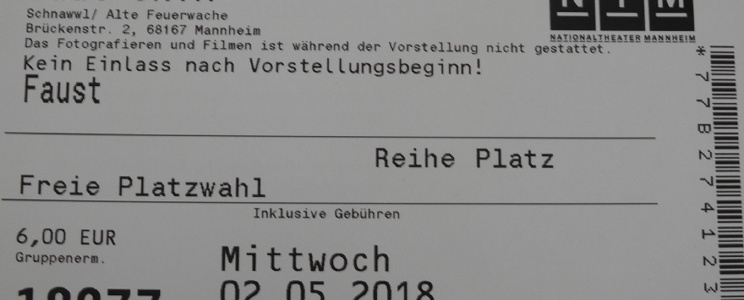 Schnawwl/ Alte Feuerwache
Brückenstr. 2, 68167 Mannheim
Das Fotografieren und Filmen ist während der Vorstellung nicht gestattet.
Kein Einlass nach Vorstellungsbeginn!
Faust
NTM
NATIONALTHEATER MANNHEIM
Reihe Platz
Freie Platzwahl
Inklusive Gebühren
6,00 EUR
Gruppenerm.
Mittwoch
02.05.2018
*77B274123